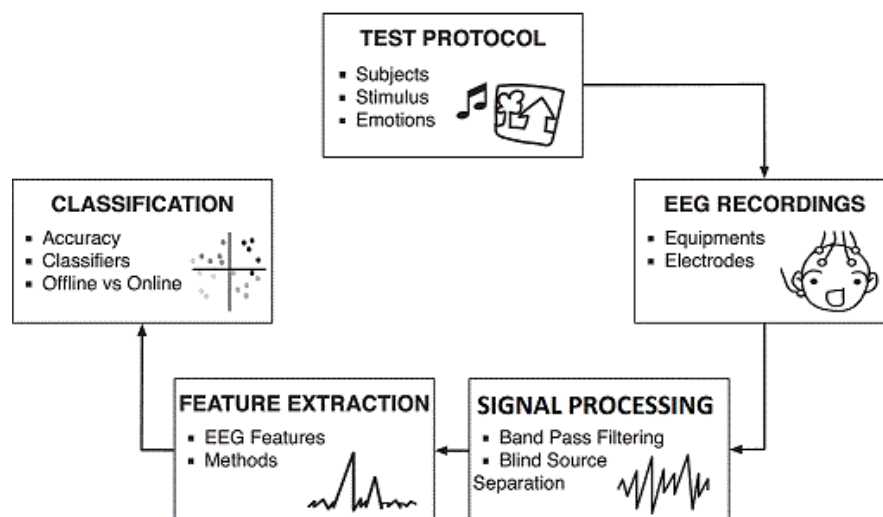 TEST PROTOCOL
▪ Subjects
▪ Stimulus
▪ Emotions
EEG RECORDINGS
▪ Equipments
▪ Electrodes
SIGNAL PROCESSING
▪ Band Pass Filtering
▪ Blind Source
Separation
FEATURE EXTRACTION
▪ EEG Features
▪ Methods
CLASSIFICATION
▪ Accuracy
▪ Classifiers
▪ Offline vs Online